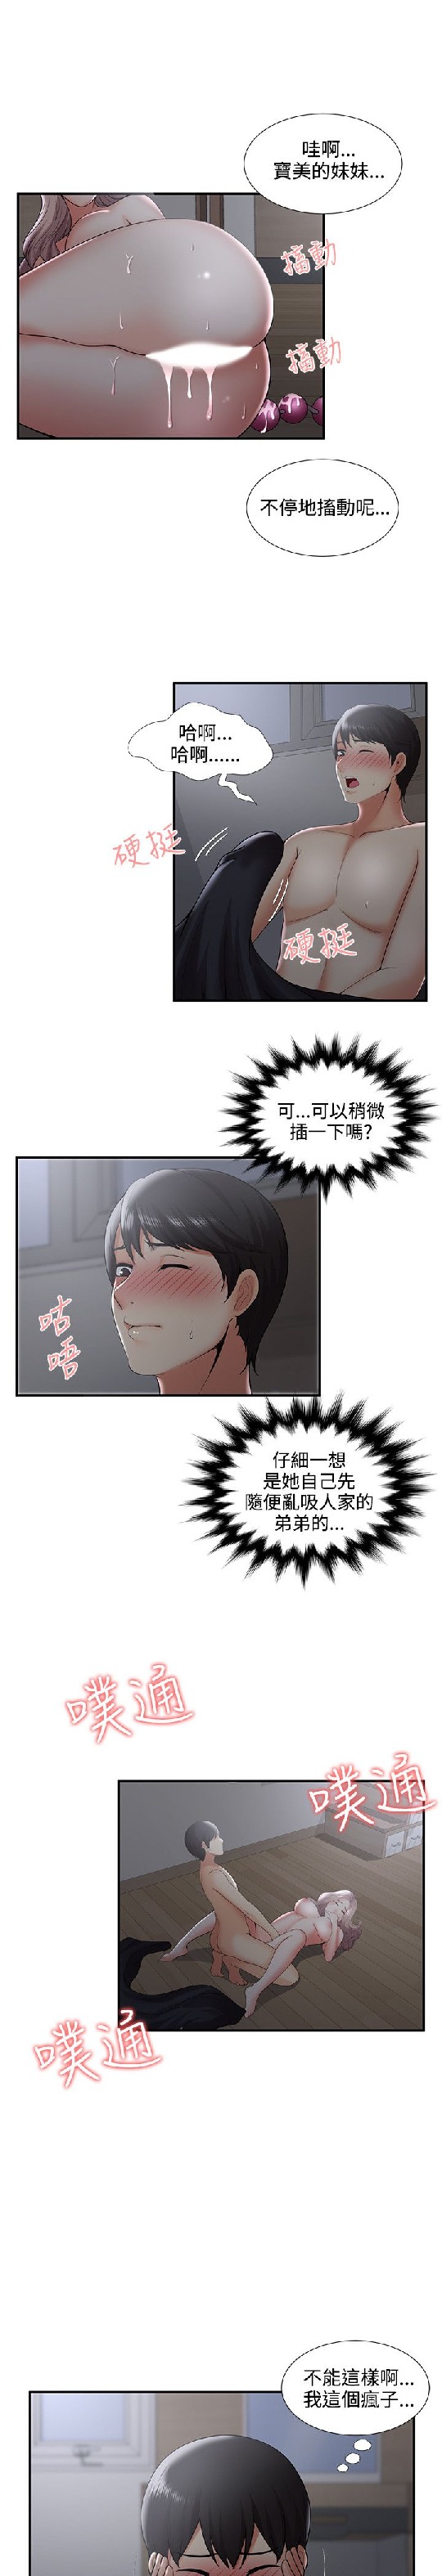 哇啊...
寶美的妹妹...
搐動
搐動
不停地搐動呢...
哈啊...
哈啊......
硬挺
硬挺
可...可以稍微
插一下嗎?
咕
唔
仔細一想
是她自己先
隨便亂吸人家的
弟弟的...
噗通
噗通
噗通
不能這樣啊...
我這個瘋子...